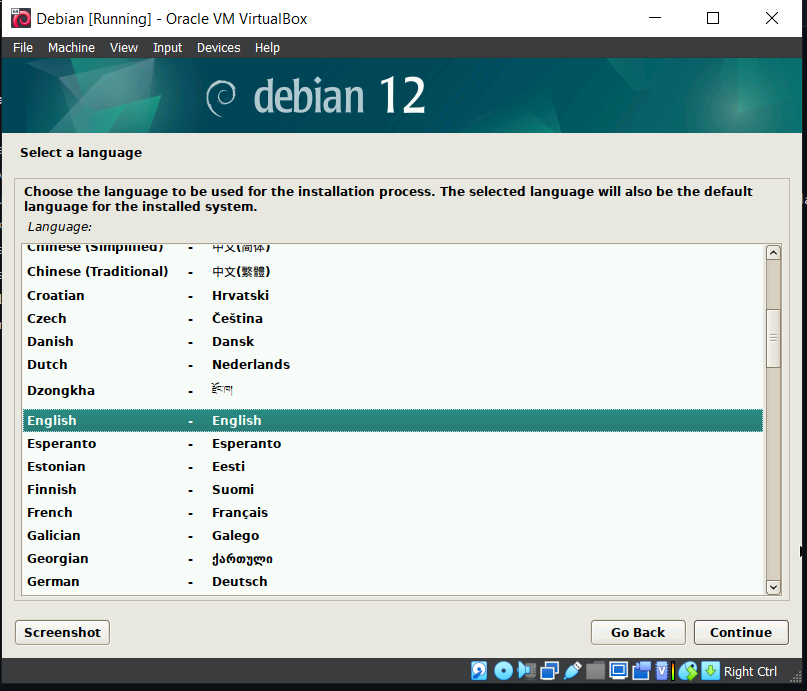 Debian [Running] - Oracle VM VirtualBox
File Machine View Input Devices Help
debian 12
Select a language
Choose the language to be used for the installation process. The selected language will also be the default
language for the installed system.
Language:
Chinese (Simplified) - 中文(简体)
Chinese (Traditional) - 中文(繁體)
Croatian - Hrvatski
Czech - Čeština
Danish - Dansk
Dutch - Nederlands
Dzongkha - རྫོང་ཁ།
English - English
Esperanto - Esperanto
Estonian - Eesti
Finnish - Suomi
French - Français
Galician - Galego
Georgian - ქართული
German - Deutsch
Screenshot Go Back Continue
Right Ctrl